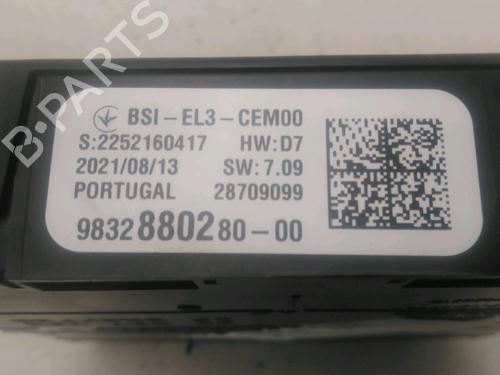 BSI-EL3-CEM00
S:2252160417 HW:D7
2021/08/13 SW:7.09
PORTUGAL 28709099
9832880280-00
B-PARTS